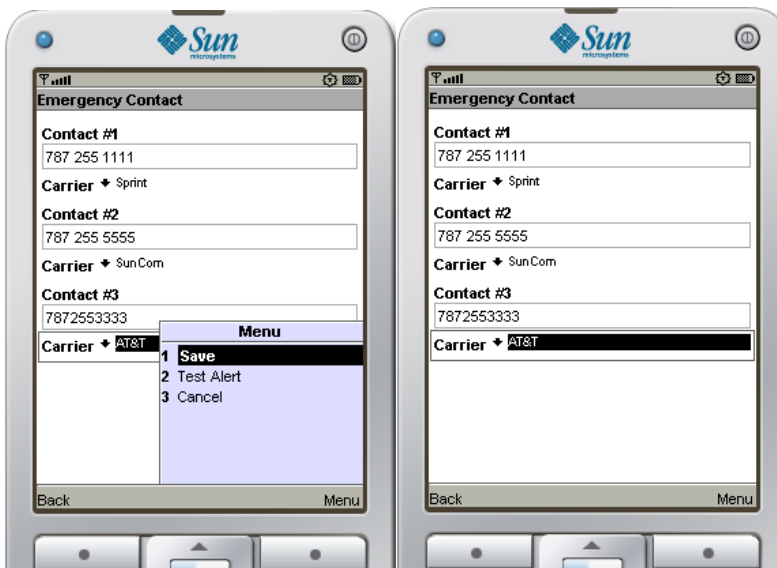 Sun
microsystems
Emergency Contact
Contact #1
787 255 1111
Carrier Sprint
Contact #2
787 255 5555
Carrier SunCom
Contact #3
7872553333
Carrier AT&T
Menu
1 Save
2 Test Alert
3 Cancel
Back Menu
Sun
microsystems
Emergency Contact
Contact #1
787 255 1111
Carrier Sprint
Contact #2
787 255 5555
Carrier SunCom
Contact #3
7872553333
Carrier AT&T
Back Menu